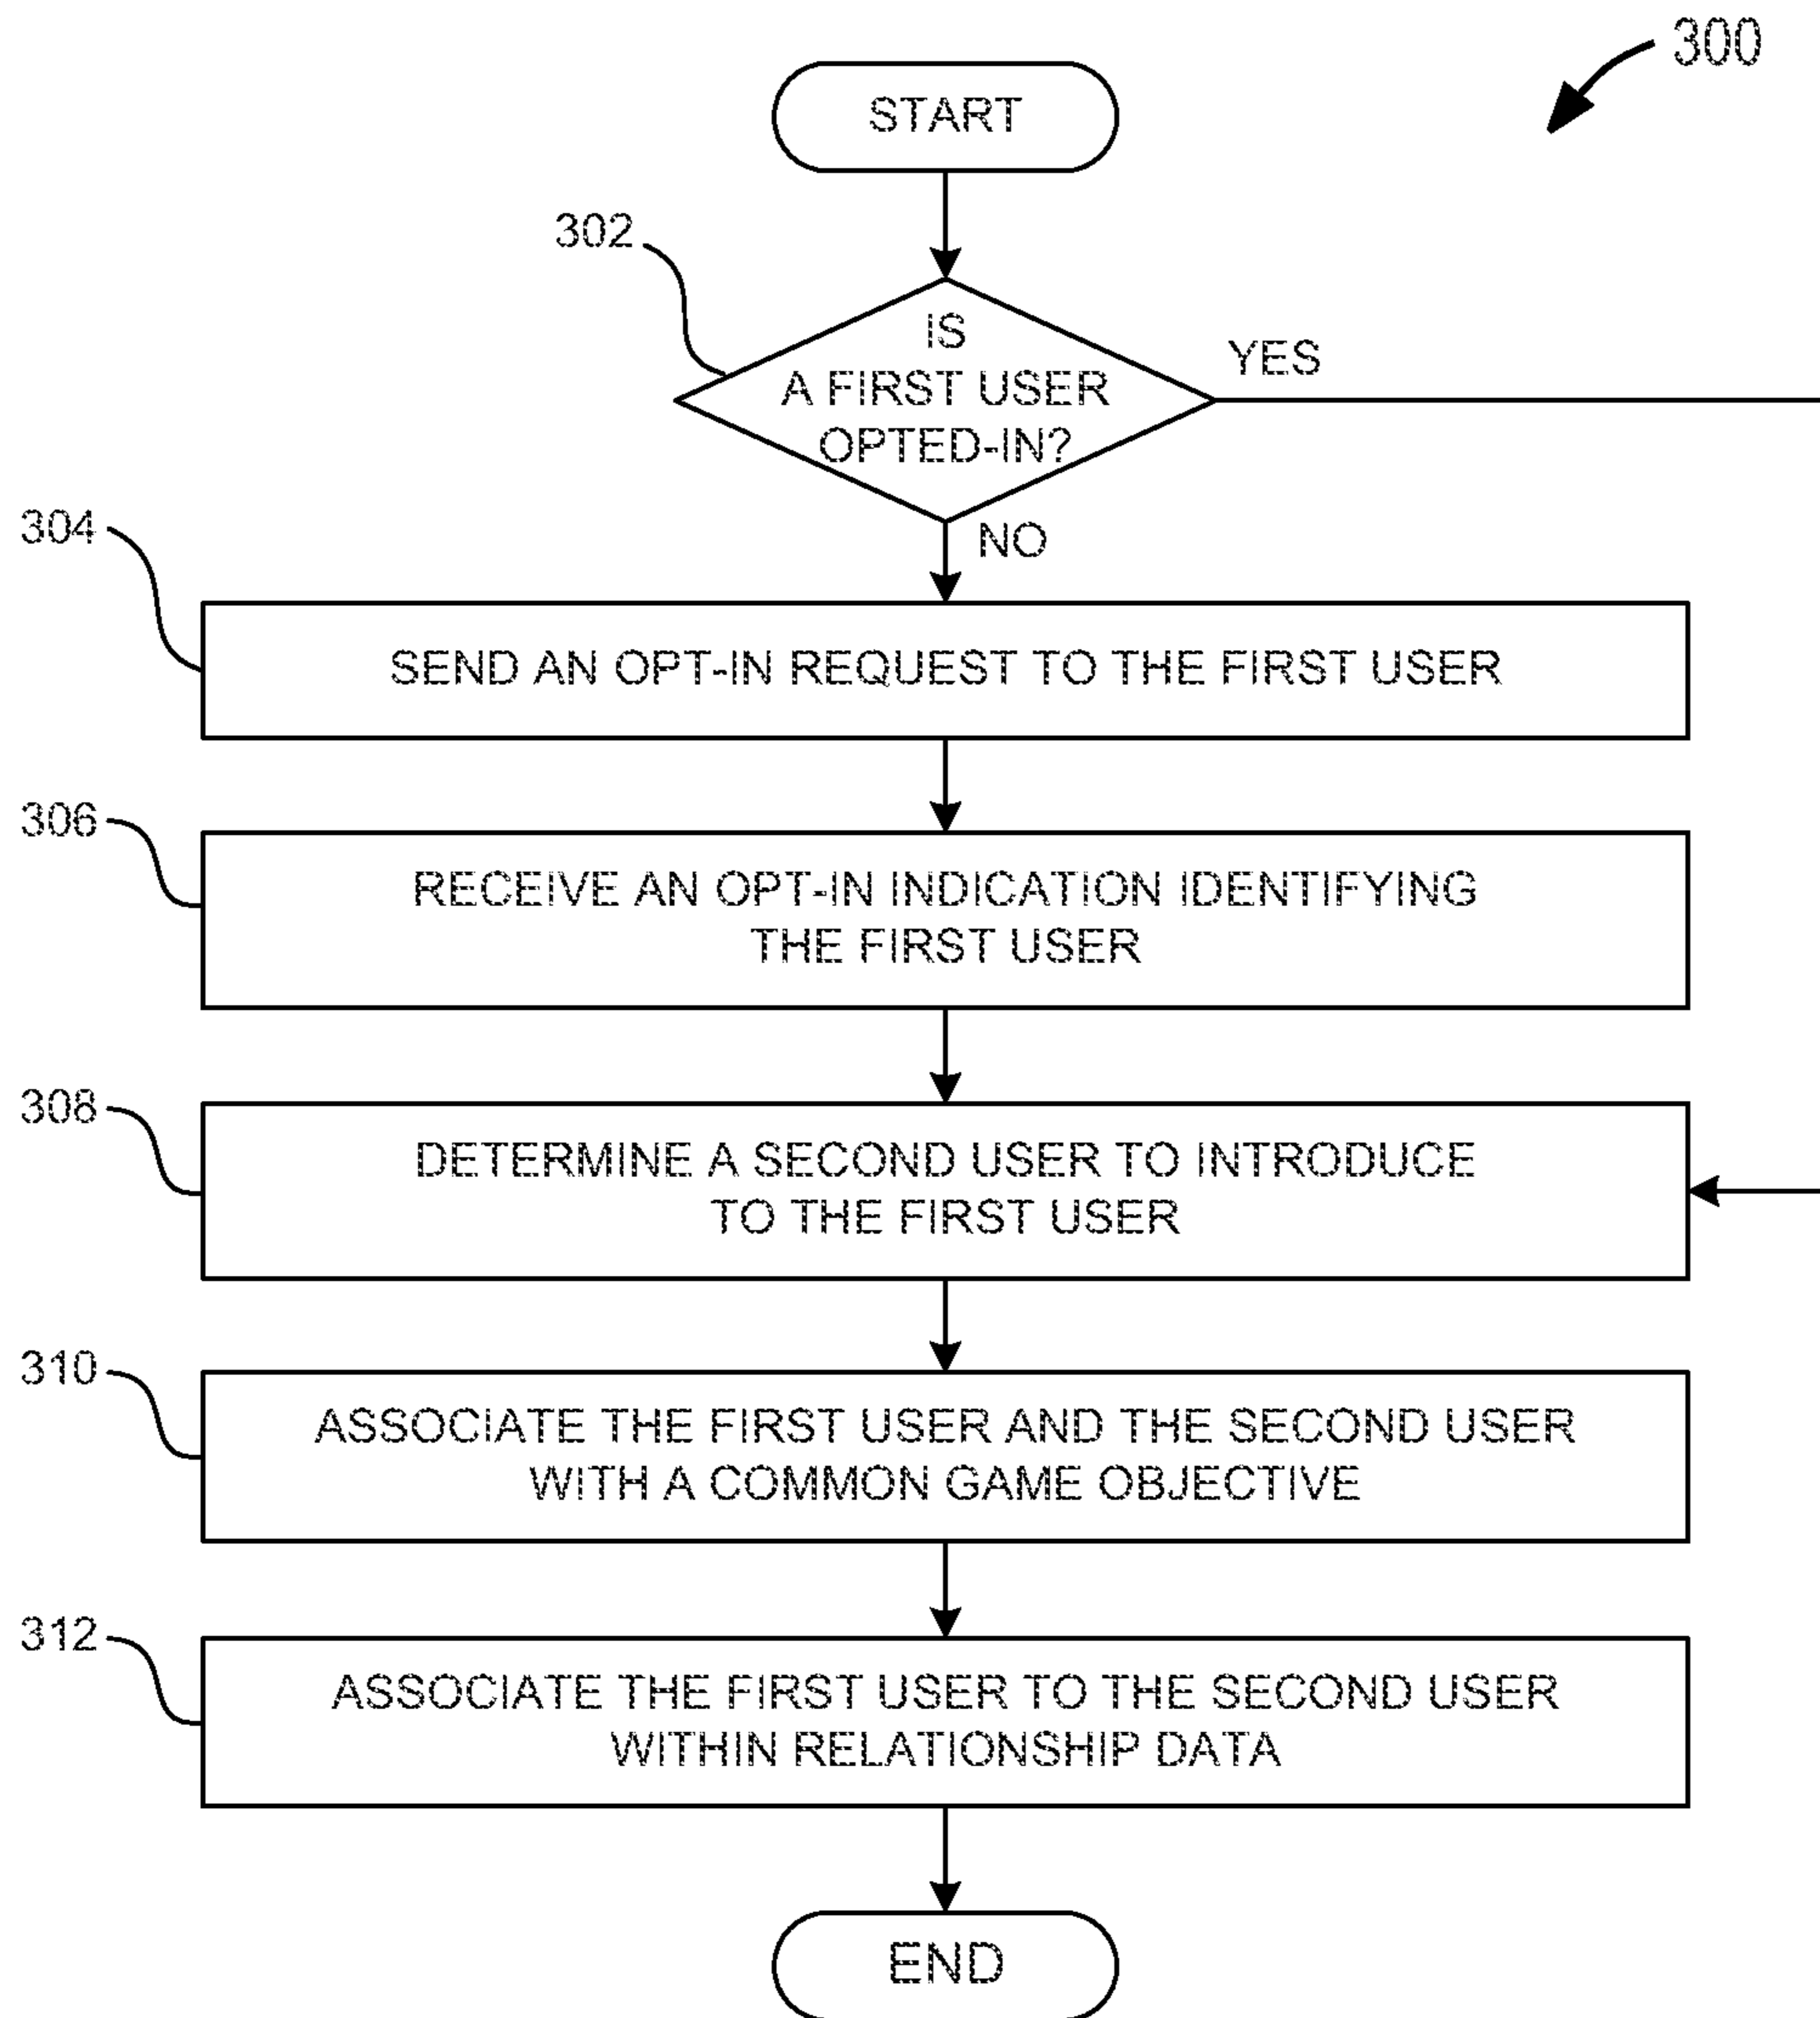 300
START
302
IS
A FIRST USER
OPTED-IN?
YES
NO
304
SEND AN OPT-IN REQUEST TO THE FIRST USER
306
RECEIVE AN OPT-IN INDICATION IDENTIFYING
THE FIRST USER
308
DETERMINE A SECOND USER TO INTRODUCE
TO THE FIRST USER
310
ASSOCIATE THE FIRST USER AND THE SECOND USER
WITH A COMMON GAME OBJECTIVE
312
ASSOCIATE THE FIRST USER TO THE SECOND USER
WITHIN RELATIONSHIP DATA
END